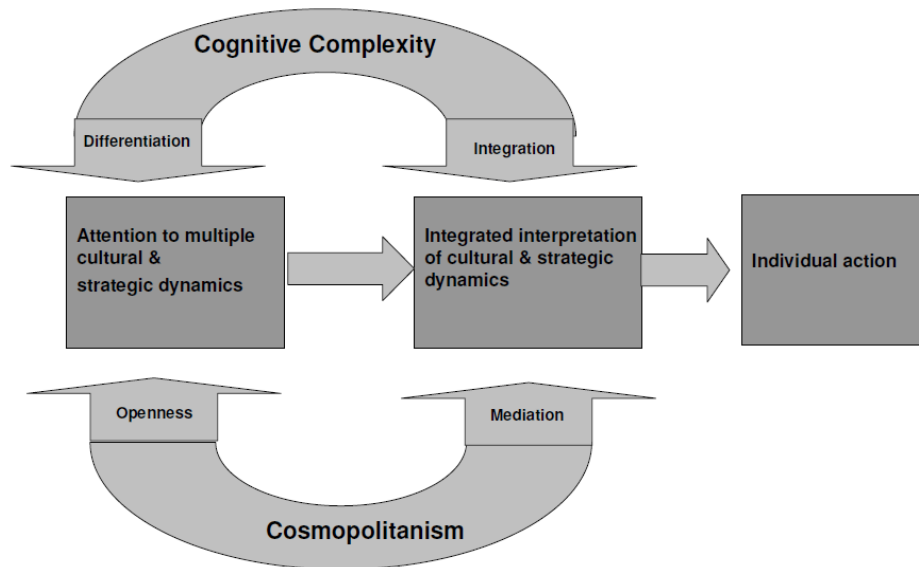 Cognitive Complexity
Differentiation
Integration
Attention to multiple
cultural &
strategic dynamics
Integrated interpretation
of cultural & strategic
dynamics
Individual action
Openness
Mediation
Cosmopolitanism